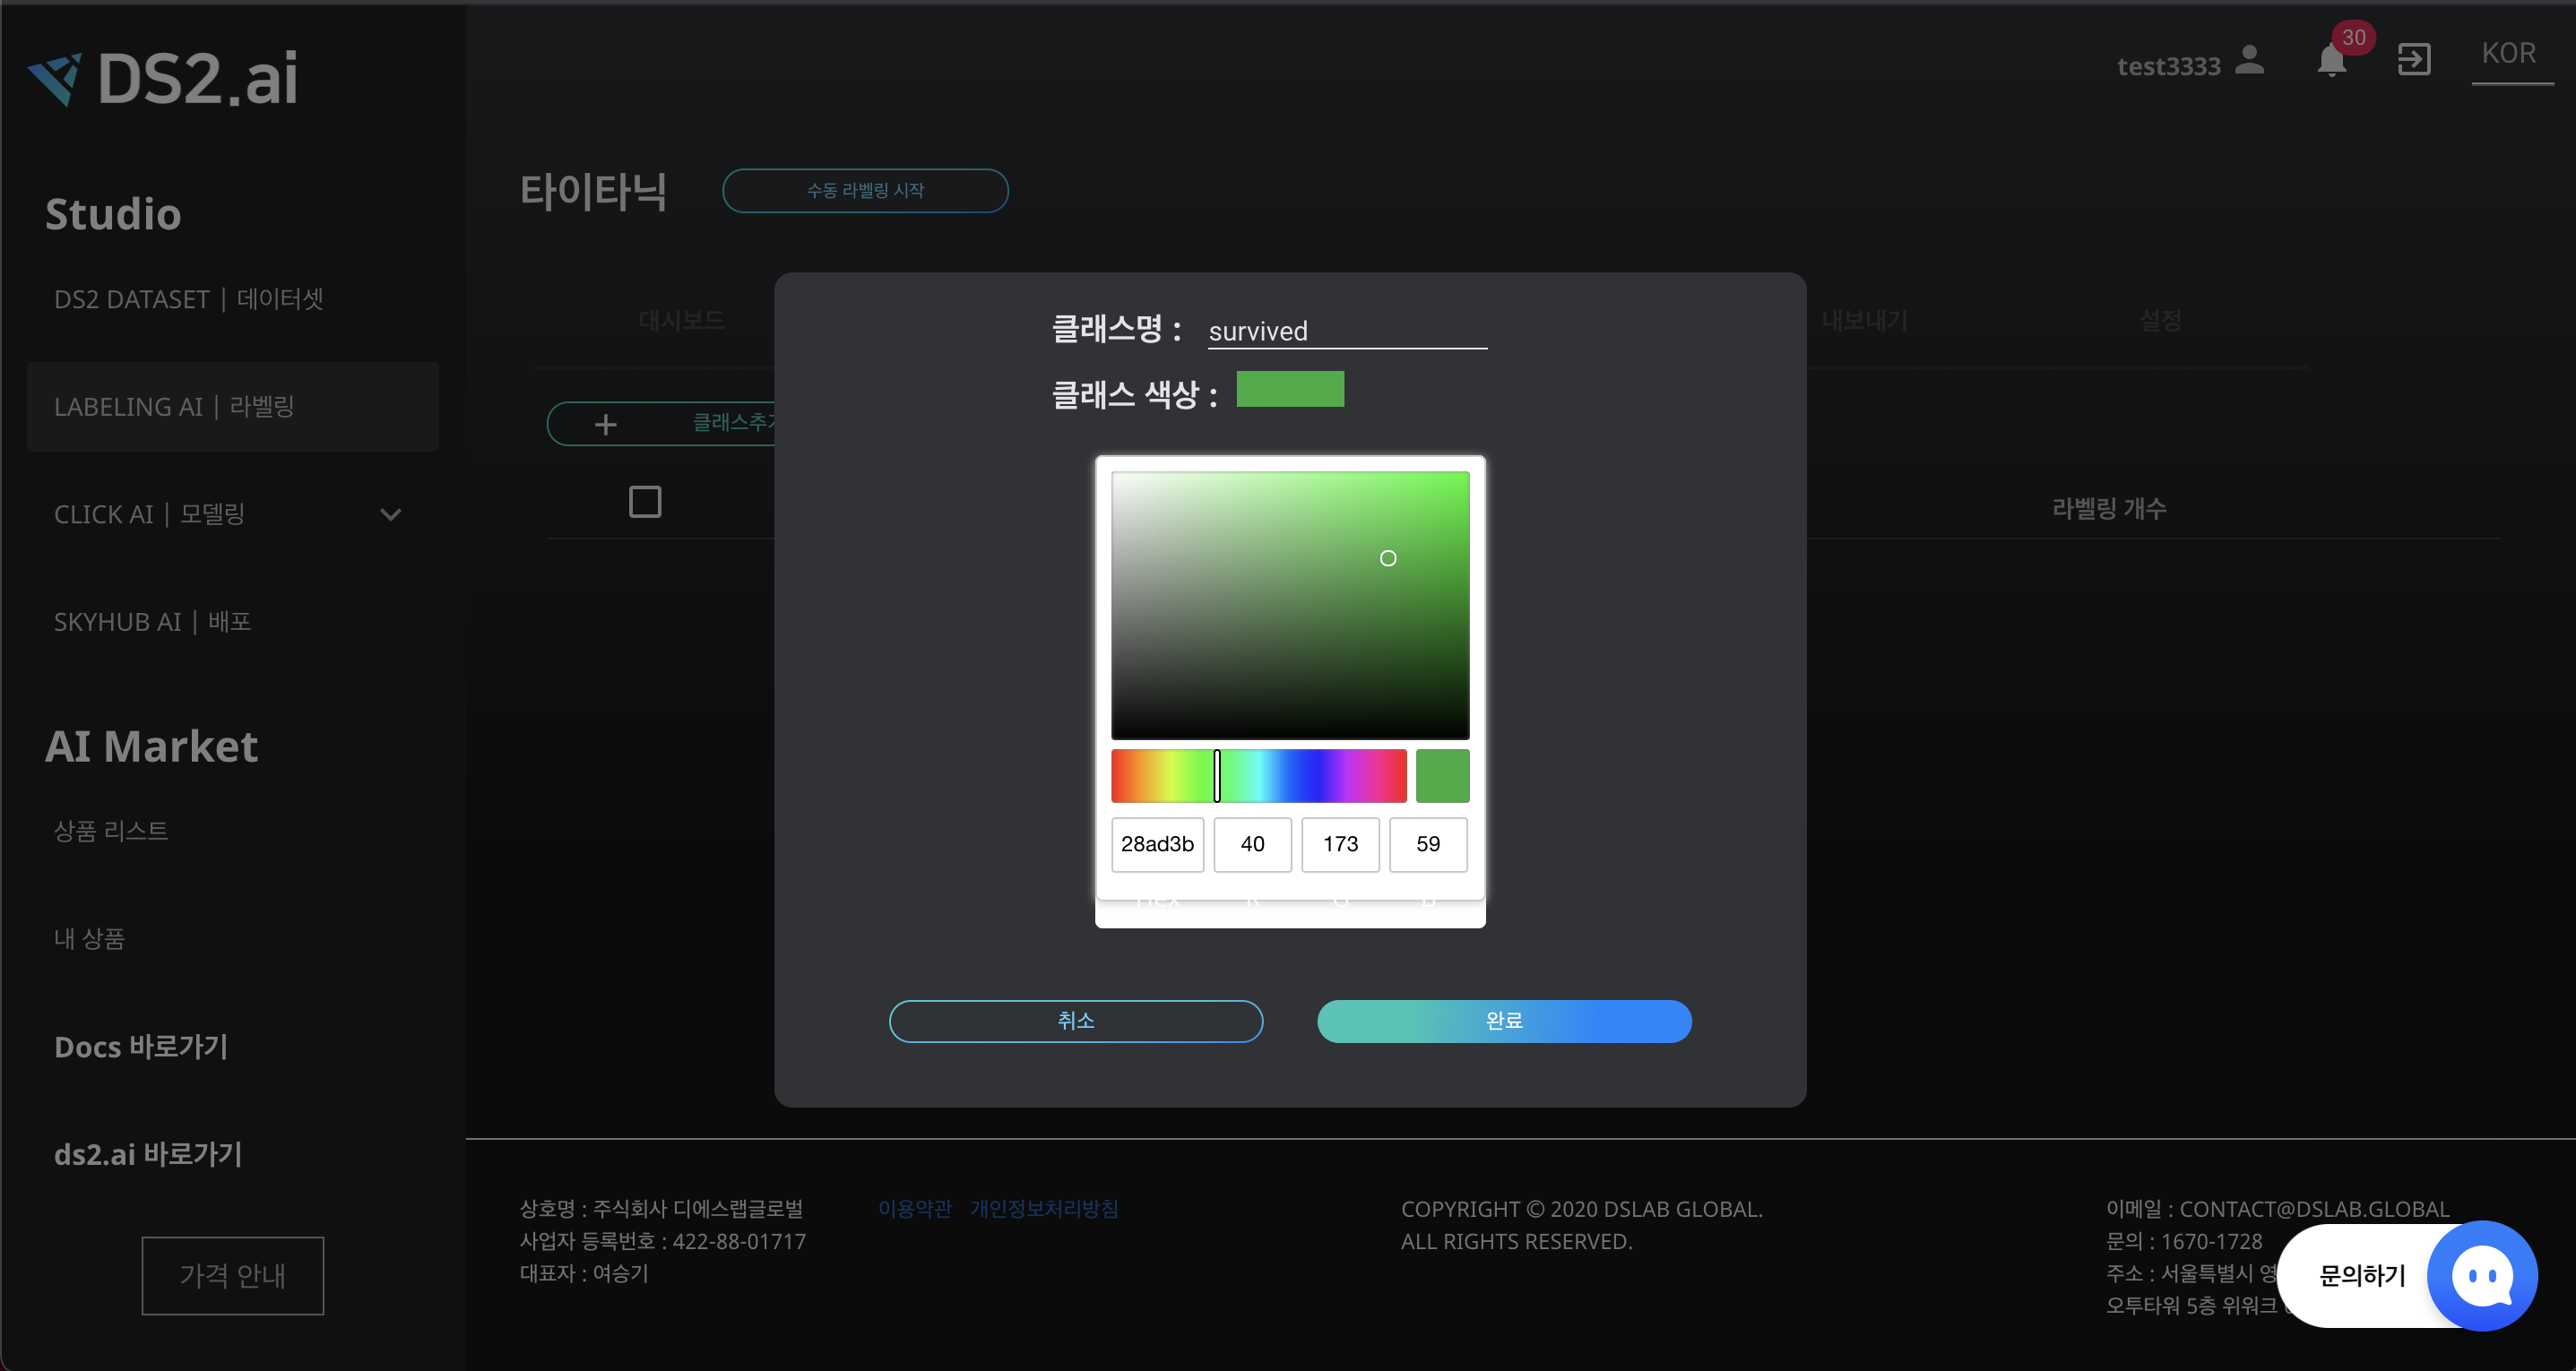 DS2.ai
test3333
30
KOR
Studio
DS2 DATASET | 데이터셋
LABELING AI | 라벨링
CLICK AI | 모델링
SKYHUB AI | 배포
AI Market
상품 리스트
내 상품
Docs 바로가기
ds2.ai 바로가기
가격 안내
타이타닉
수동 라벨링 시작
대시보드
내보내기
설정
클래스추가
라벨링 개수
클래스명 : survived
클래스 색상 :
28ad3b 40 173 59
Hex R G B
취소
완료
상호명 : 주식회사 디에스랩글로벌
사업자 등록번호 : 422-88-01717
대표자 : 여승기
이용약관 개인정보처리방침
COPYRIGHT © 2020 DSLAB GLOBAL.
ALL RIGHTS RESERVED.
이메일 : CONTACT@DSLAB.GLOBAL
문의 : 1670-1728
주소 : 서울특별시 영
오투타워 5층 위워크
문의하기